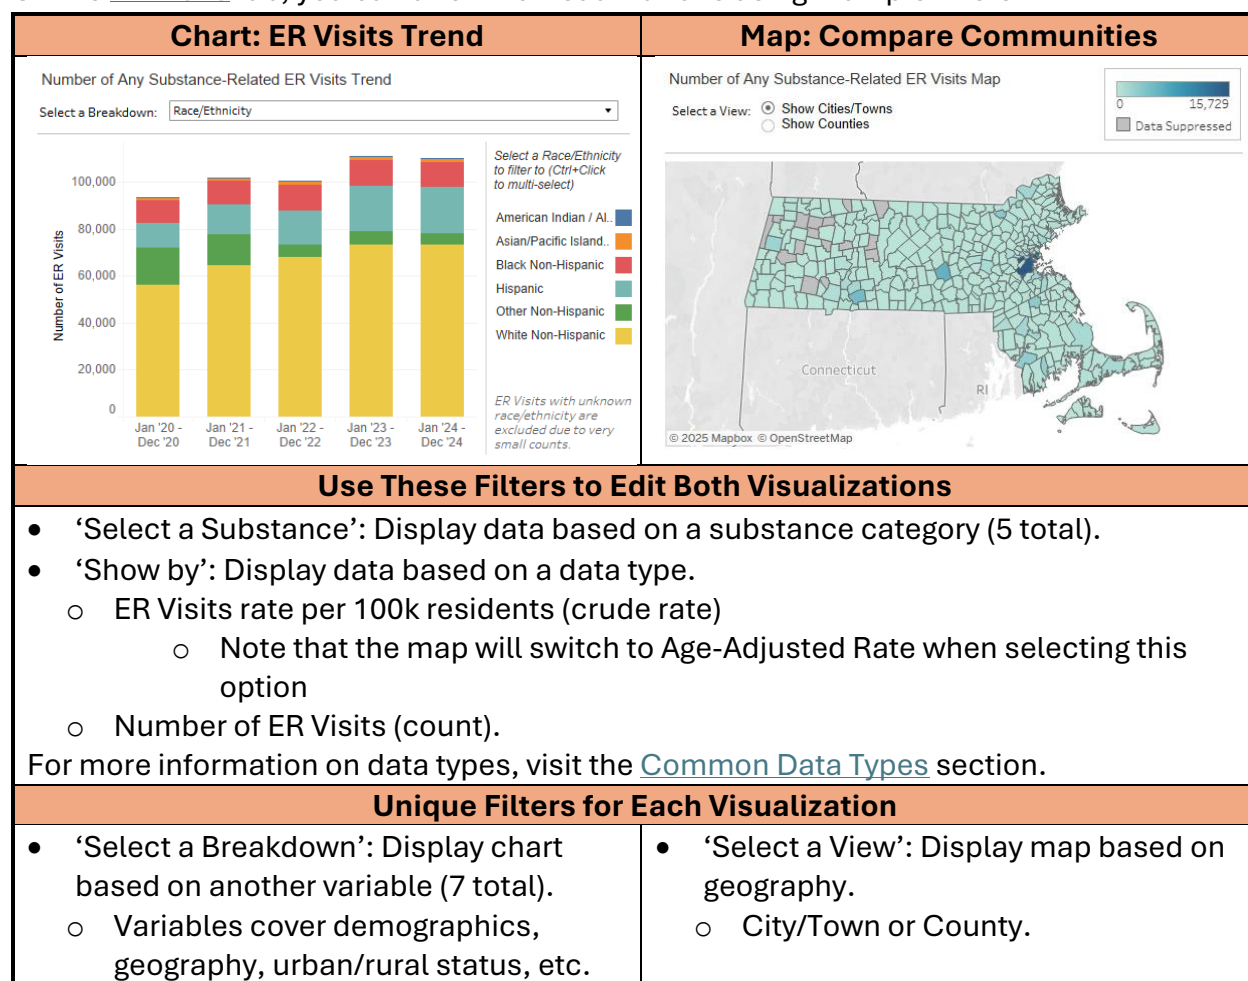 Chart: ER Visits Trend
Map: Compare Communities
Number of Any Substance-Related ER Visits Trend
Select a Breakdown: Race/Ethnicity
Number of ER Visits
100,000
80,000
60,000
40,000
20,000
0
Jan '20 -
Dec '20
Jan '21 -
Dec '21
Jan '22 -
Dec '22
Jan '23 -
Dec '23
Jan '24 -
Dec '24
Select a Race/Ethnicity
to filter to (Ctrl+Click
to multi-select)
American Indian / Al..
Asian/Pacific Island..
Black Non-Hispanic
Hispanic
Other Non-Hispanic
White Non-Hispanic
ER Visits with unknown
race/ethnicity are
excluded due to very
small counts.
Number of Any Substance-Related ER Visits Map
Select a View: Show Cities/Towns
Show Counties
0 15,729
Data Suppressed
Connecticut
RI
© 2025 Mapbox © OpenStreetMap
Use These Filters to Edit Both Visualizations
• ‘Select a Substance’: Display data based on a substance category (5 total).
• ‘Show by’: Display data based on a data type.
o ER Visits rate per 100k residents (crude rate)
o Note that the map will switch to Age-Adjusted Rate when selecting this
option
o Number of ER Visits (count).
For more information on data types, visit the Common Data Types section.
Unique Filters for Each Visualization
• ‘Select a Breakdown’: Display chart
based on another variable (7 total).
o Variables cover demographics,
geography, urban/rural status, etc.
• ‘Select a View’: Display map based on
geography.
o City/Town or County.